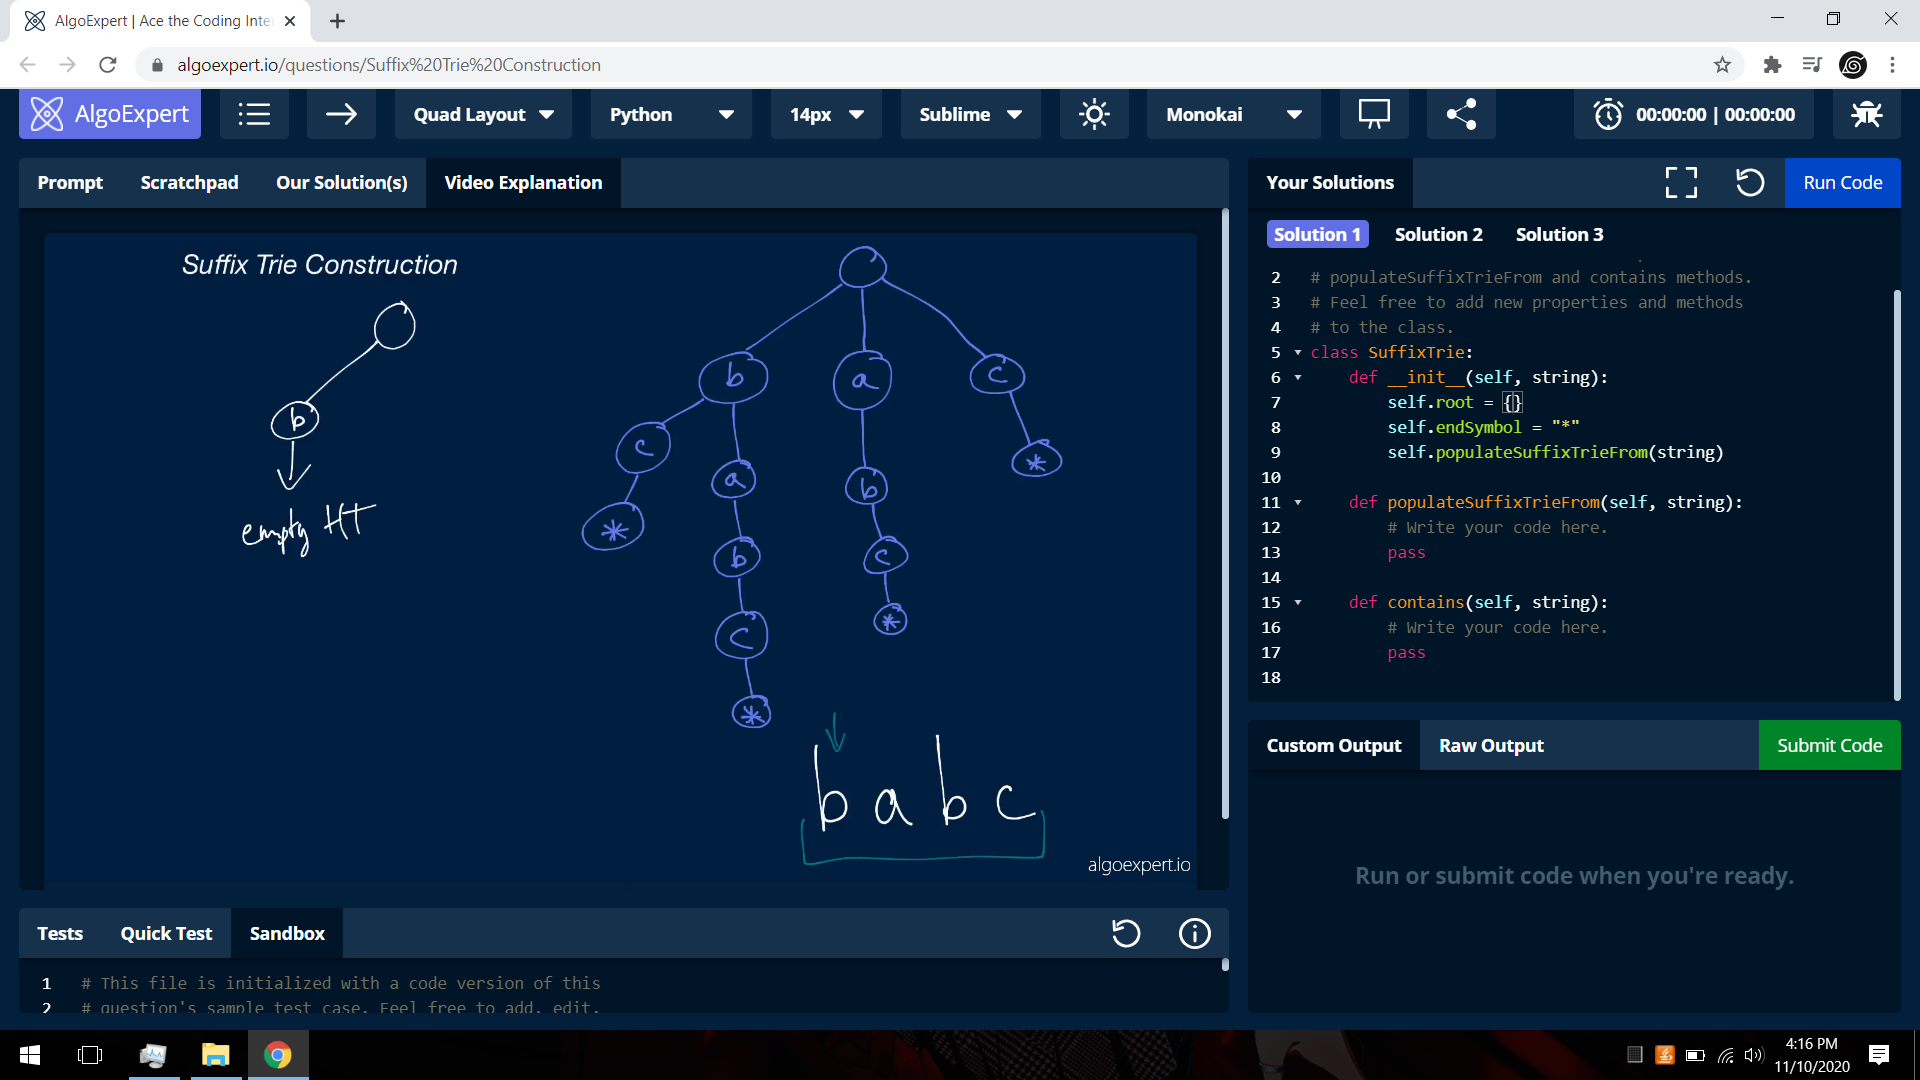 AlgoExpert | Ace the Coding Inte
algoexpert.io/questions/Suffix%20Trie%20Construction
AlgoExpert
Quad Layout
Python
14px
Sublime
Monokai
00:00:00 | 00:00:00
Prompt
Scratchpad
Our Solution(s)
Video Explanation
Suffix Trie Construction
b
empty HT
b
a
c
c
a
b
*
*
b
c
c
*
*
b a b c
algoexpert.io
Tests
Quick Test
Sandbox
1 # This file is initialized with a code version of this
2 # question's sample test case. Feel free to add, edit,
Your Solutions
Run Code
Solution 1
Solution 2
Solution 3
2 # populateSuffixTrieFrom and contains methods.
3 # Feel free to add new properties and methods
4 # to the class.
5 class SuffixTrie:
6 def __init__(self, string):
7 self.root = {}
8 self.endSymbol = "*"
9 self.populateSuffixTrieFrom(string)
10
11 def populateSuffixTrieFrom(self, string):
12 # Write your code here.
13 pass
14
15 def contains(self, string):
16 # Write your code here.
17 pass
18
Custom Output
Raw Output
Submit Code
Run or submit code when you're ready.
4:16 PM
11/10/2020